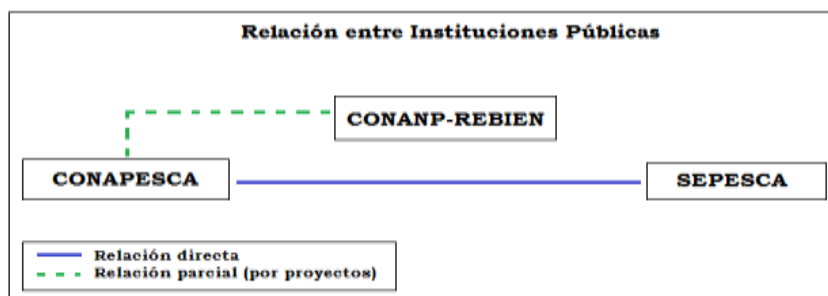 Relación entre Instituciones Públicas
CONANP-REBIEN
CONAPESCA
SEPESCA
Relación directa
Relación parcial (por proyectos)